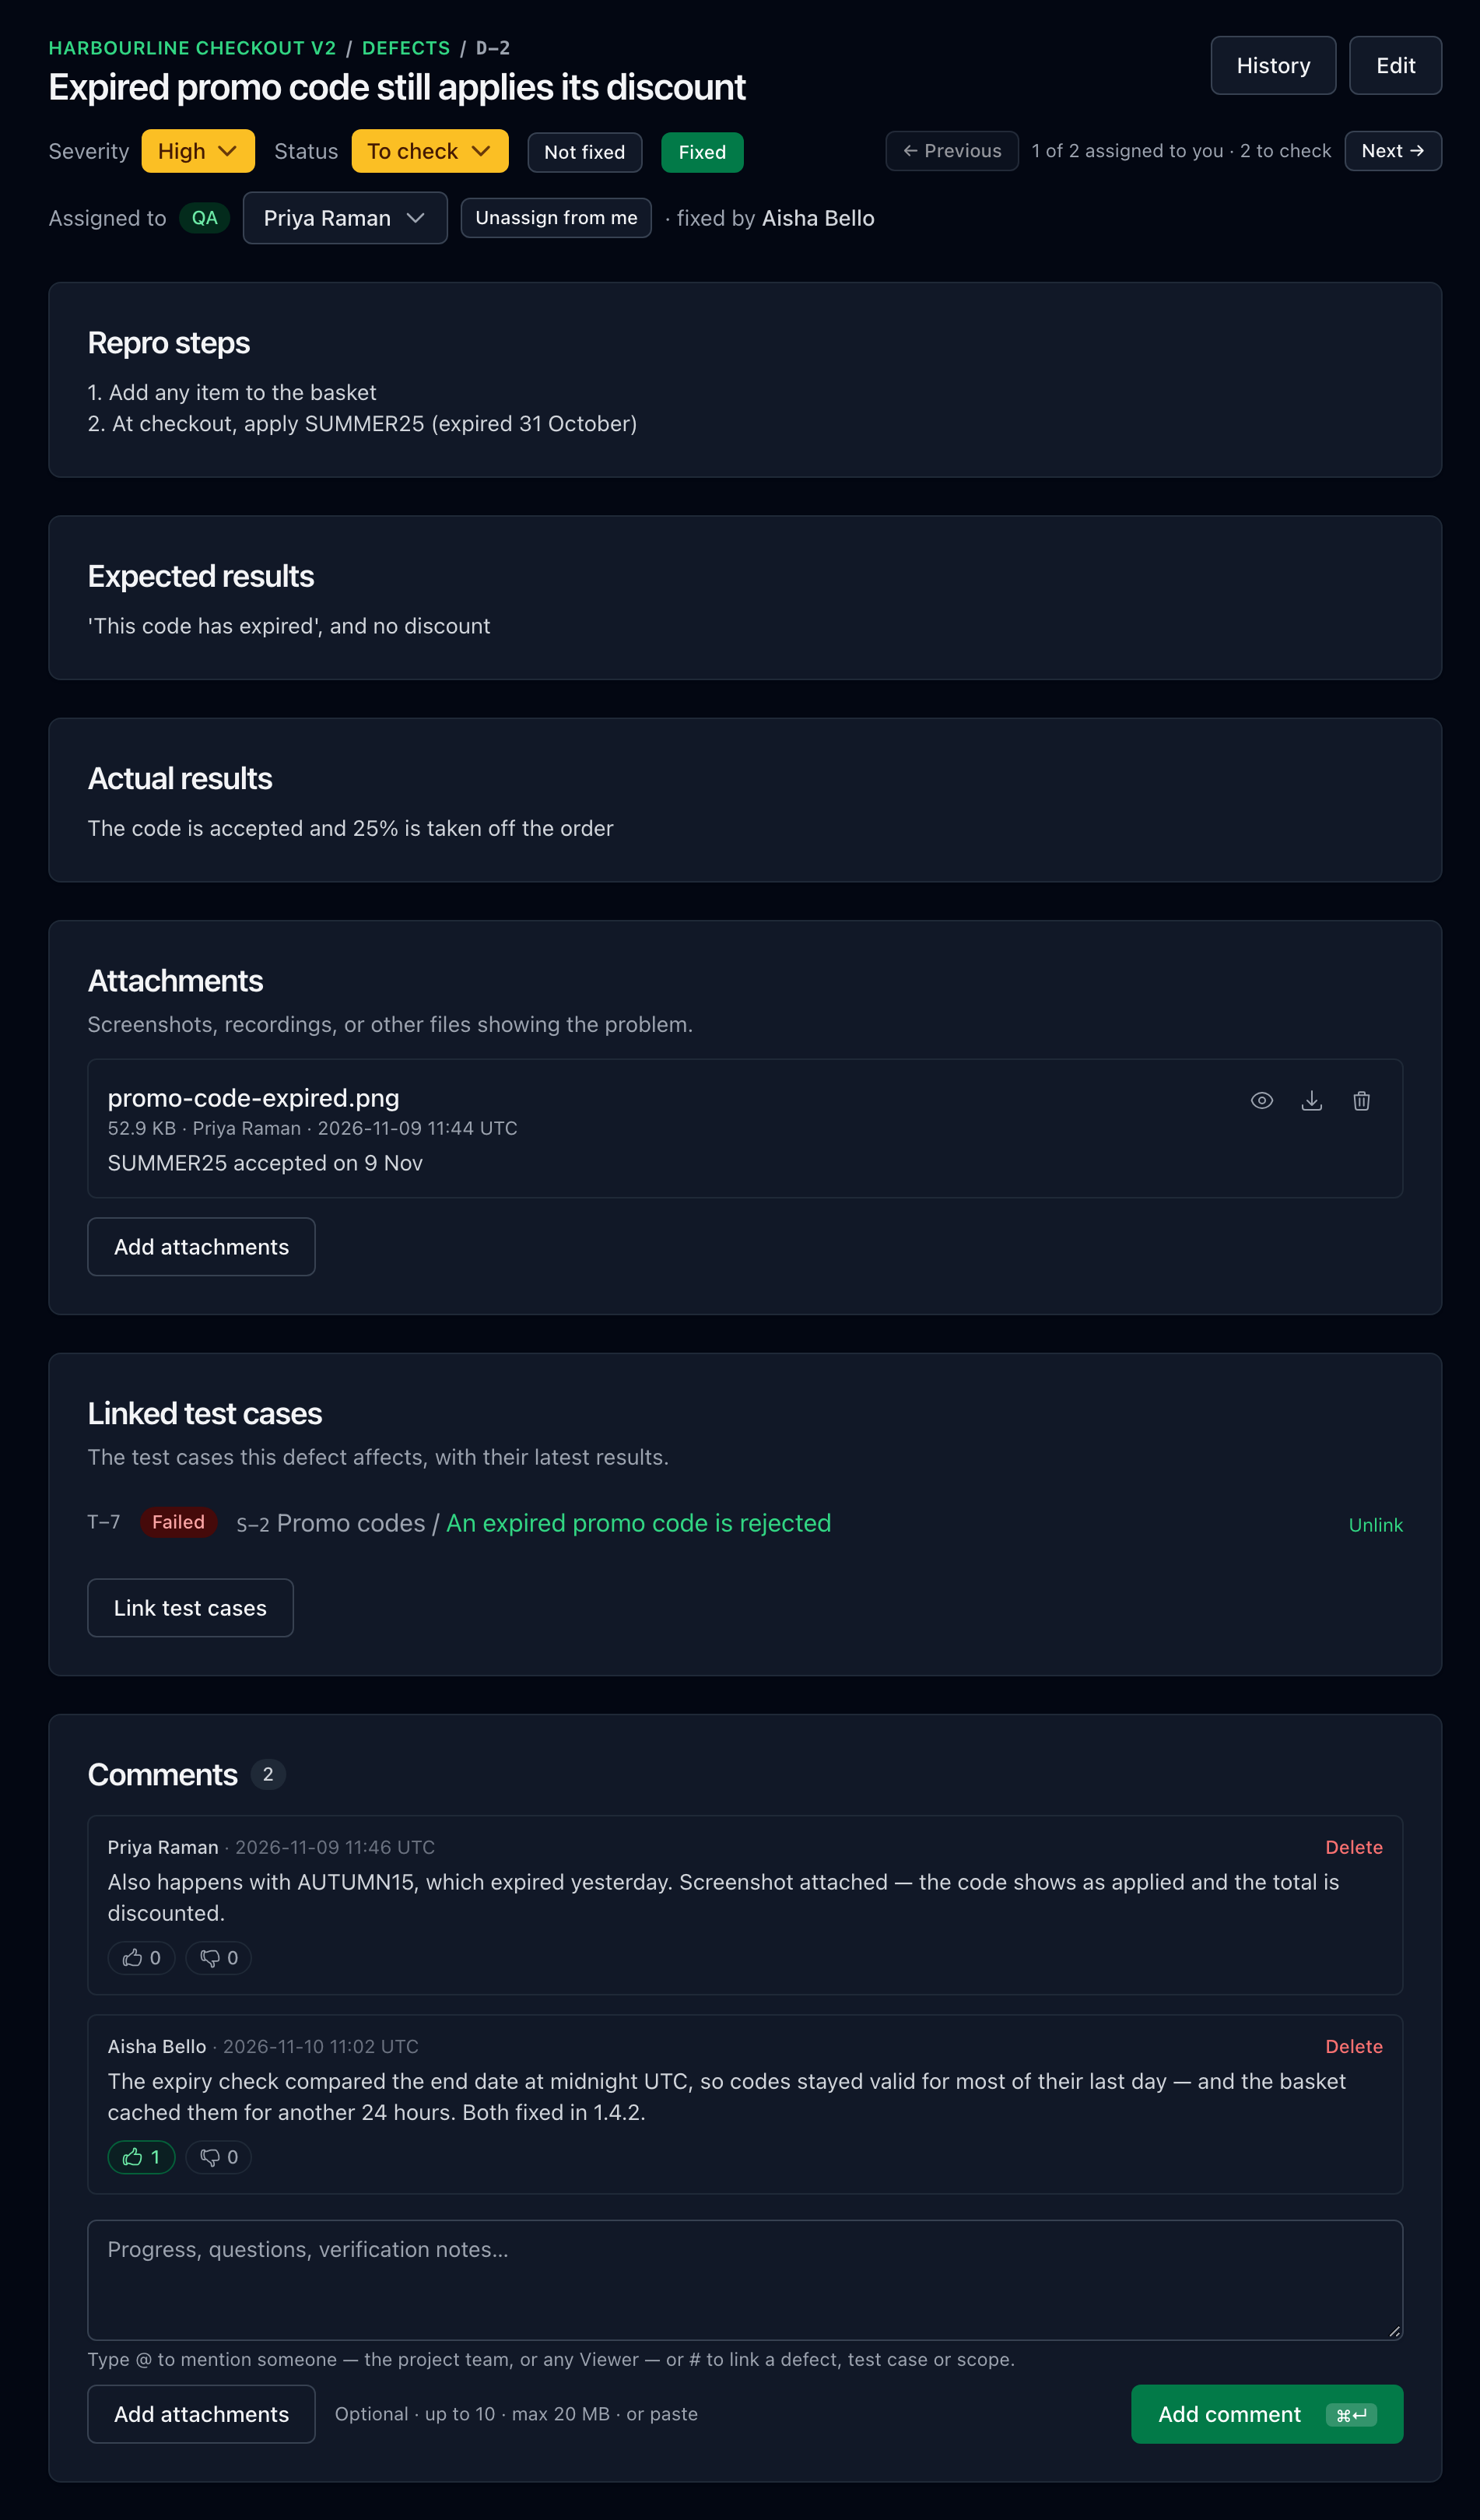 HARBOURLINE CHECKOUT V2 / DEFECTS / D-2
Expired promo code still applies its discount
History
Edit
Severity High Status To check Not fixed Fixed
← Previous 1 of 2 assigned to you · 2 to check Next →
Assigned to QA Priya Raman Unassign from me · fixed by Aisha Bello
Repro steps
1. Add any item to the basket
2. At checkout, apply SUMMER25 (expired 31 October)
Expected results
'This code has expired', and no discount
Actual results
The code is accepted and 25% is taken off the order
Attachments
Screenshots, recordings, or other files showing the problem.
promo-code-expired.png
52.9 KB · Priya Raman · 2026-11-09 11:44 UTC
SUMMER25 accepted on 9 Nov
Add attachments
Linked test cases
The test cases this defect affects, with their latest results.
T-7 Failed S-2 Promo codes / An expired promo code is rejected Unlink
Link test cases
Comments 2
Priya Raman · 2026-11-09 11:46 UTC Delete
Also happens with AUTUMN15, which expired yesterday. Screenshot attached — the code shows as applied and the total is
discounted.
0 0
Aisha Bello · 2026-11-10 11:02 UTC Delete
The expiry check compared the end date at midnight UTC, so codes stayed valid for most of their last day — and the basket
cached them for another 24 hours. Both fixed in 1.4.2.
1 0
Progress, questions, verification notes...
Type @ to mention someone — the project team, or any Viewer — or # to link a defect, test case or scope.
Add attachments Optional · up to 10 · max 20 MB · or paste Add comment ⌘↵